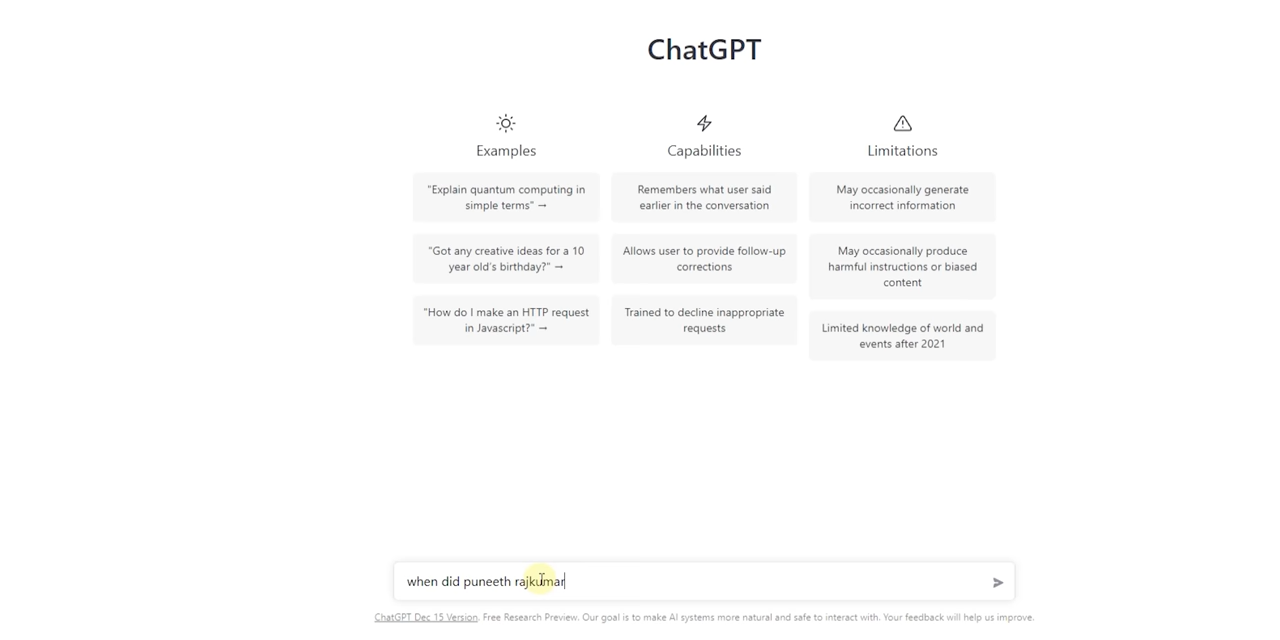 ChatGPT
Examples
"Explain quantum computing in
simple terms" →
"Got any creative ideas for a 10
year old's birthday?" →
"How do I make an HTTP request
in Javascript?" →
Capabilities
Remembers what user said
earlier in the conversation
Allows user to provide follow-up
corrections
Trained to decline inappropriate
requests
Limitations
May occasionally generate
incorrect information
May occasionally produce
harmful instructions or biased
content
Limited knowledge of world and
events after 2021
when did puneeth rajkumar
ChatGPT Dec 15 Version. Free Research Preview. Our goal is to make AI systems more natural and safe to interact with. Your feedback will help us improve.